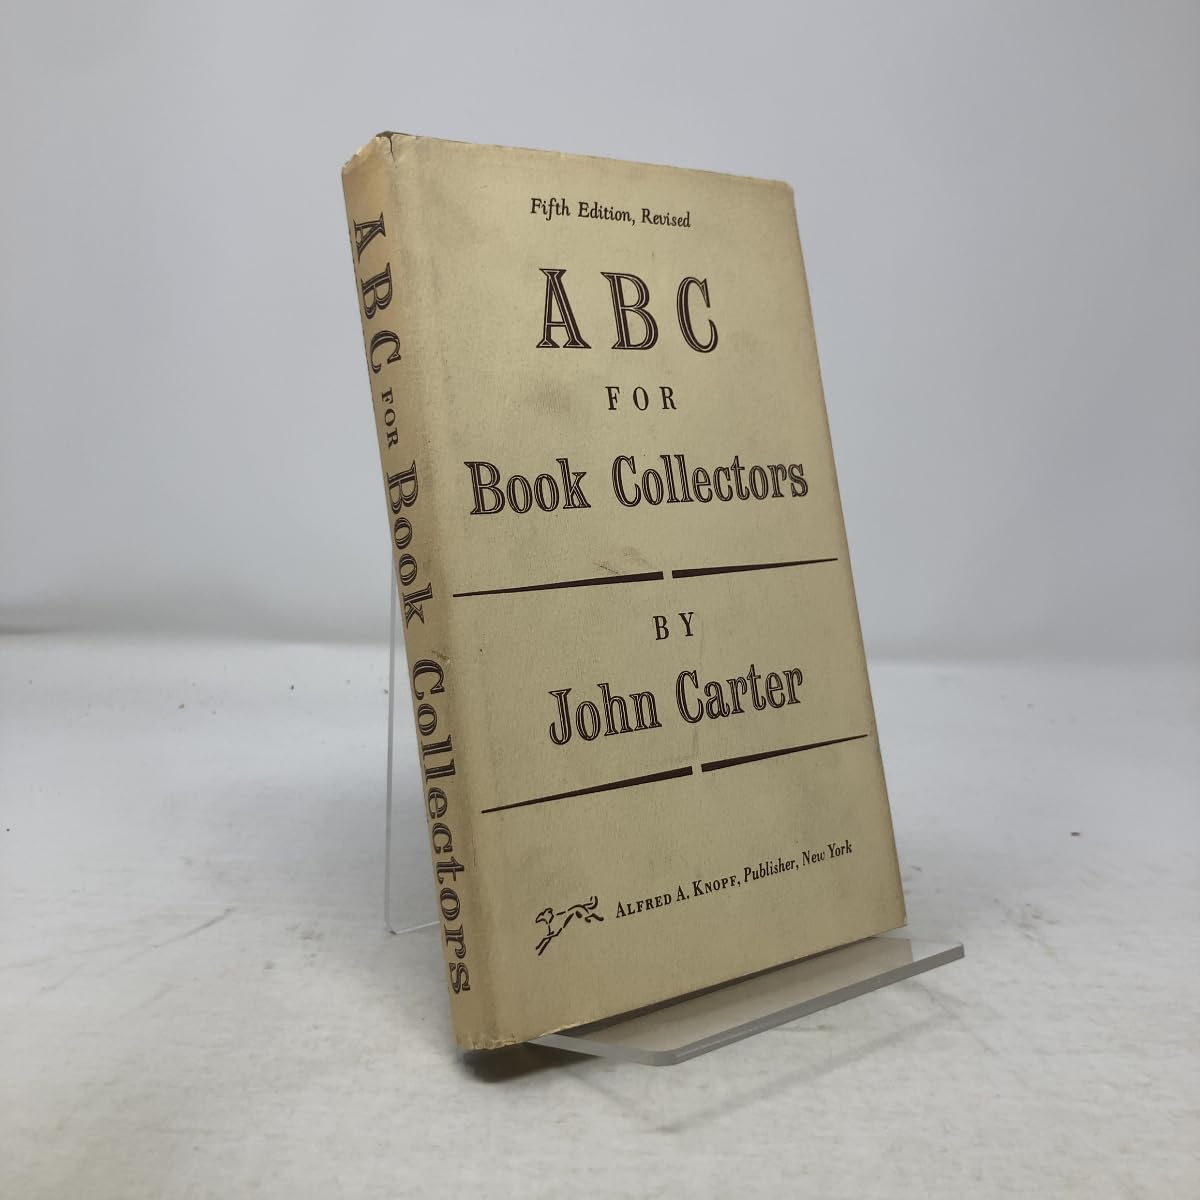 Fifth Edition, Revised
ABC
FOR
Book Collectors
BY
John Carter
ALFRED A. KNOPF, Publisher, New York
ABC FOR Book Collectors